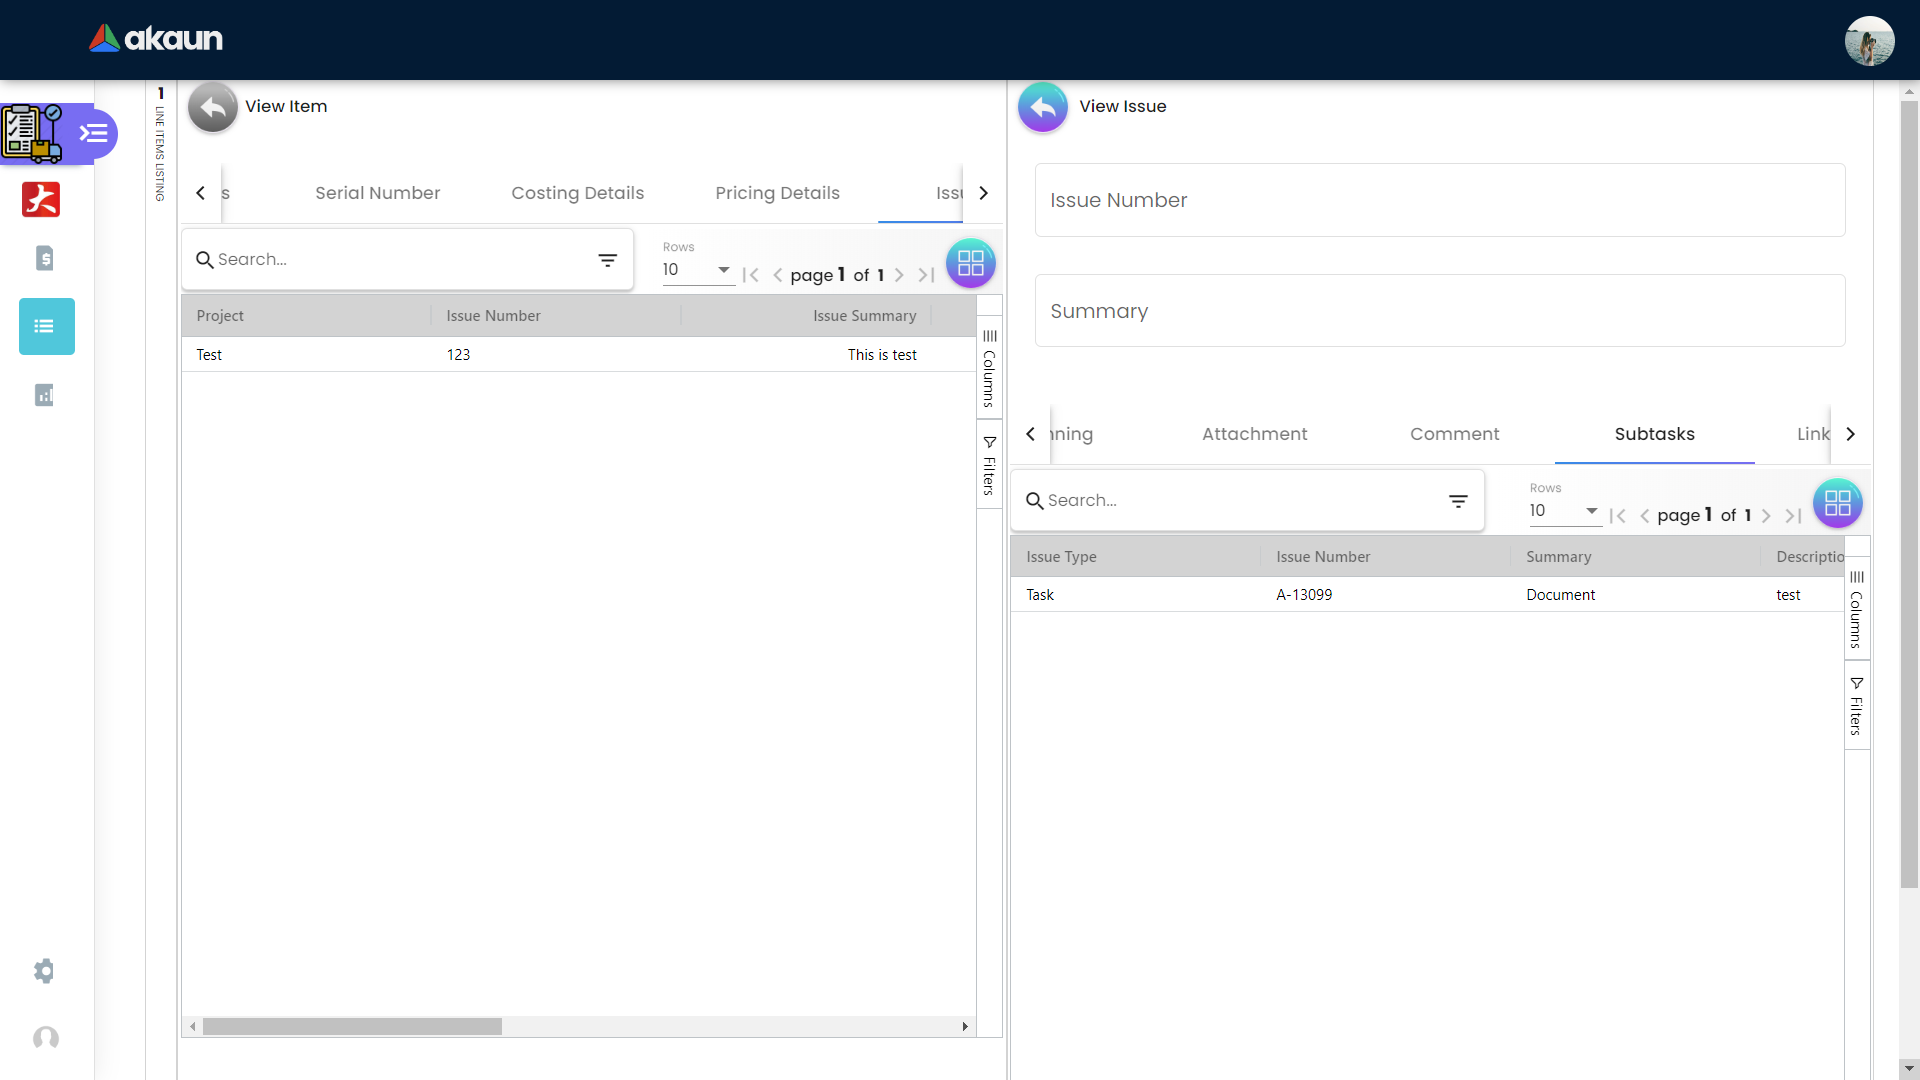 akaun
1 LINE ITEMS LISTING
View Item
s
Serial Number
Costing Details
Pricing Details
Issu
Search...
Rows
10
page 1 of 1
Project
Issue Number
Issue Summary
Test
123
This is test
Columns
Filters
View Issue
Issue Number
Summary
nning
Attachment
Comment
Subtasks
Link
Search...
Rows
10
page 1 of 1
Issue Type
Issue Number
Summary
Descriptio
Task
A-13099
Document
test
Columns
Filters